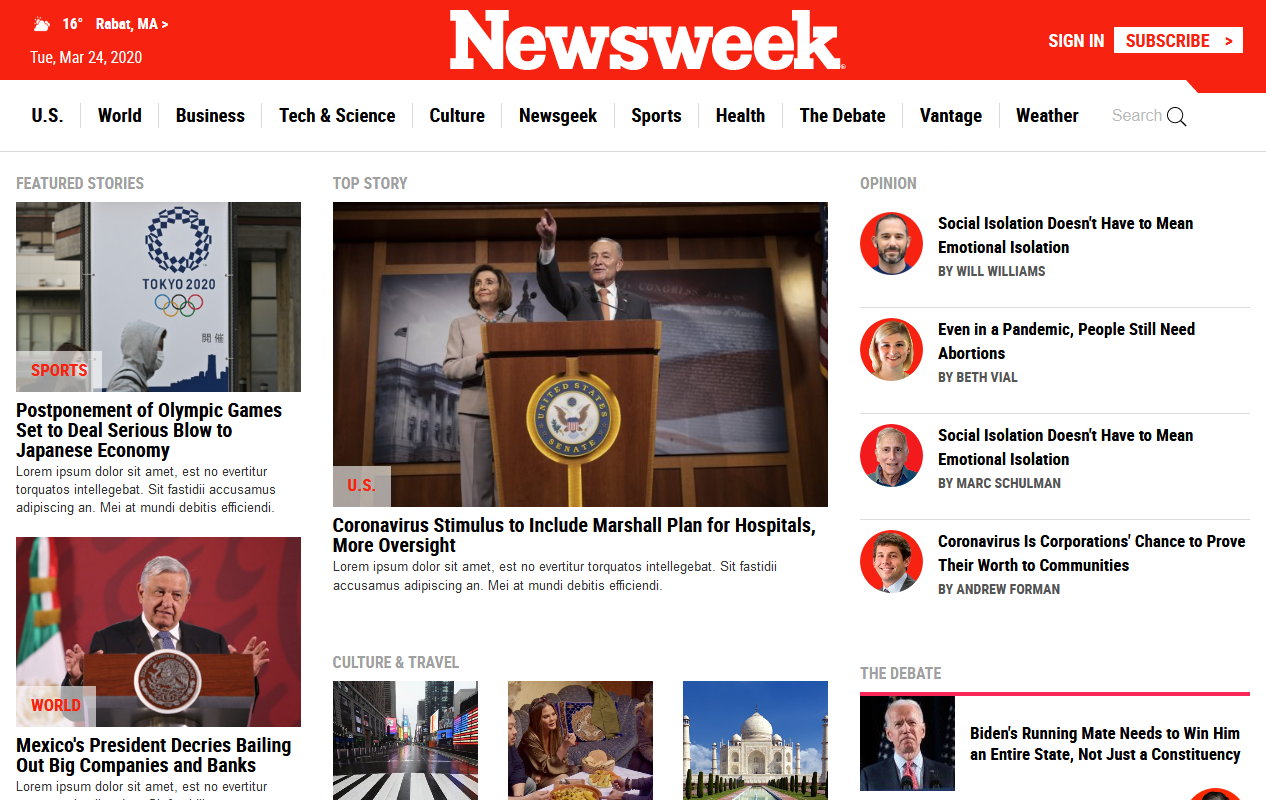 16° Rabat, MA >
Tue, Mar 24, 2020
Newsweek
SIGN IN
SUBSCRIBE >
U.S.
World
Business
Tech & Science
Culture
Newsgeek
Sports
Health
The Debate
Vantage
Weather
Search
FEATURED STORIES
TOKYO 2020
開催
SPORTS
Postponement of Olympic Games
Set to Deal Serious Blow to
Japanese Economy
Lorem ipsum dolor sit amet, est no evertitur
torquatos intellegebat. Sit fastidii accusamus
adipiscing an. Mei at mundi debitis efficiendi.
WORLD
Mexico's President Decries Bailing
Out Big Companies and Banks
Lorem ipsum dolor sit amet, est no evertitur
TOP STORY
UNITED STATES
SENATE
U.S.
Coronavirus Stimulus to Include Marshall Plan for Hospitals,
More Oversight
Lorem ipsum dolor sit amet, est no evertitur torquatos intellegebat. Sit fastidii
accusamus adipiscing an. Mei at mundi debitis efficiendi.
CULTURE & TRAVEL
OPINION
Social Isolation Doesn't Have to Mean
Emotional Isolation
BY WILL WILLIAMS
Even in a Pandemic, People Still Need
Abortions
BY BETH VIAL
Social Isolation Doesn't Have to Mean
Emotional Isolation
BY MARC SCHULMAN
Coronavirus Is Corporations' Chance to Prove
Their Worth to Communities
BY ANDREW FORMAN
THE DEBATE
Biden's Running Mate Needs to Win Him
an Entire State, Not Just a Constituency